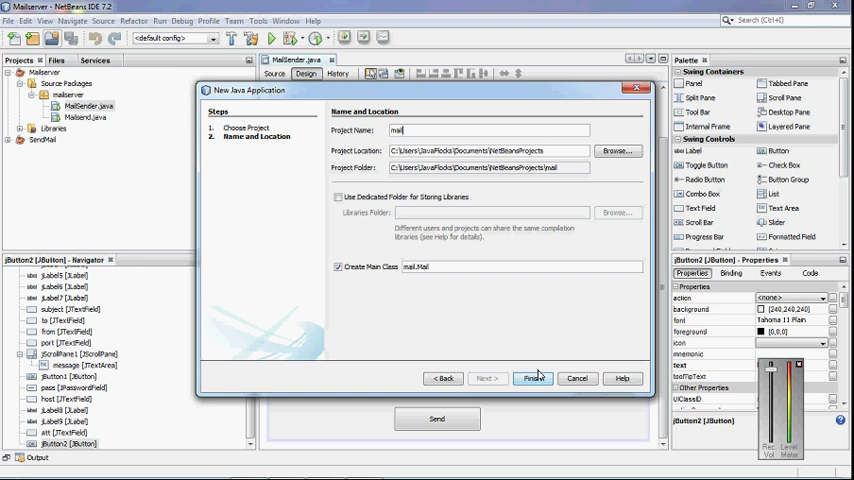 Mailserver - NetBeans IDE 7.2
File Edit View Navigate Source Refactor Run Debug Profile Team Tools Window Help
Search (Ctrl+I)
<default config>
Projects Files Services
Mailserver
Source Packages
mailserver
MailSender.java
Mailsend.java
Libraries
SendMail
MailSender.java
Source Design History
New Java Application
Steps
1. Choose Project
2. Name and Location
Name and Location
Project Name: mail
Project Location: C:\Users\JavaFlocks\Documents\NetBeansProjects Browse...
Project Folder: C:\Users\JavaFlocks\Documents\NetBeansProjects\mail
Use Dedicated Folder for Storing Libraries
Libraries Folder: Browse...
Different users and projects can share the same compilation
libraries (see Help for details).
Create Main Class mail.Mail
< Back Next > Finish Cancel Help
Send
Palette
Swing Containers
Panel Tabbed Pane
Split Pane Scroll Pane
Tool Bar Desktop Pane
Internal Frame Layered Pane
Swing Controls
Label Button
Toggle Button Check Box
Radio Button Button Group
Combo Box List
Text Field Text Area
Scroll Bar Slider
Progress Bar Formatted Field
jButton2 [JButton] - Navigator
jLabel5 [JLabel]
jLabel6 [JLabel]
jLabel7 [JLabel]
subject [JTextField]
to [JTextField]
from [JTextField]
port [JTextField]
jScrollPane1 [JScrollPane]
message [JTextArea]
jButton1 [JButton]
pass [JPasswordField]
host [JTextField]
jLabel8 [JLabel]
jLabel9 [JLabel]
att [JTextField]
jButton2 [JButton]
Output
jButton2 [JButton] - Properties
Properties Binding Events Code
Properties
action <none>
background [240,240,240]
font Tahoma 11 Plain
foreground [0,0,0]
icon
mnemonic
text
toolTipText
Other Properties
UIClassID
jButton2 [JButton]
Rec. Vol
Level Meter